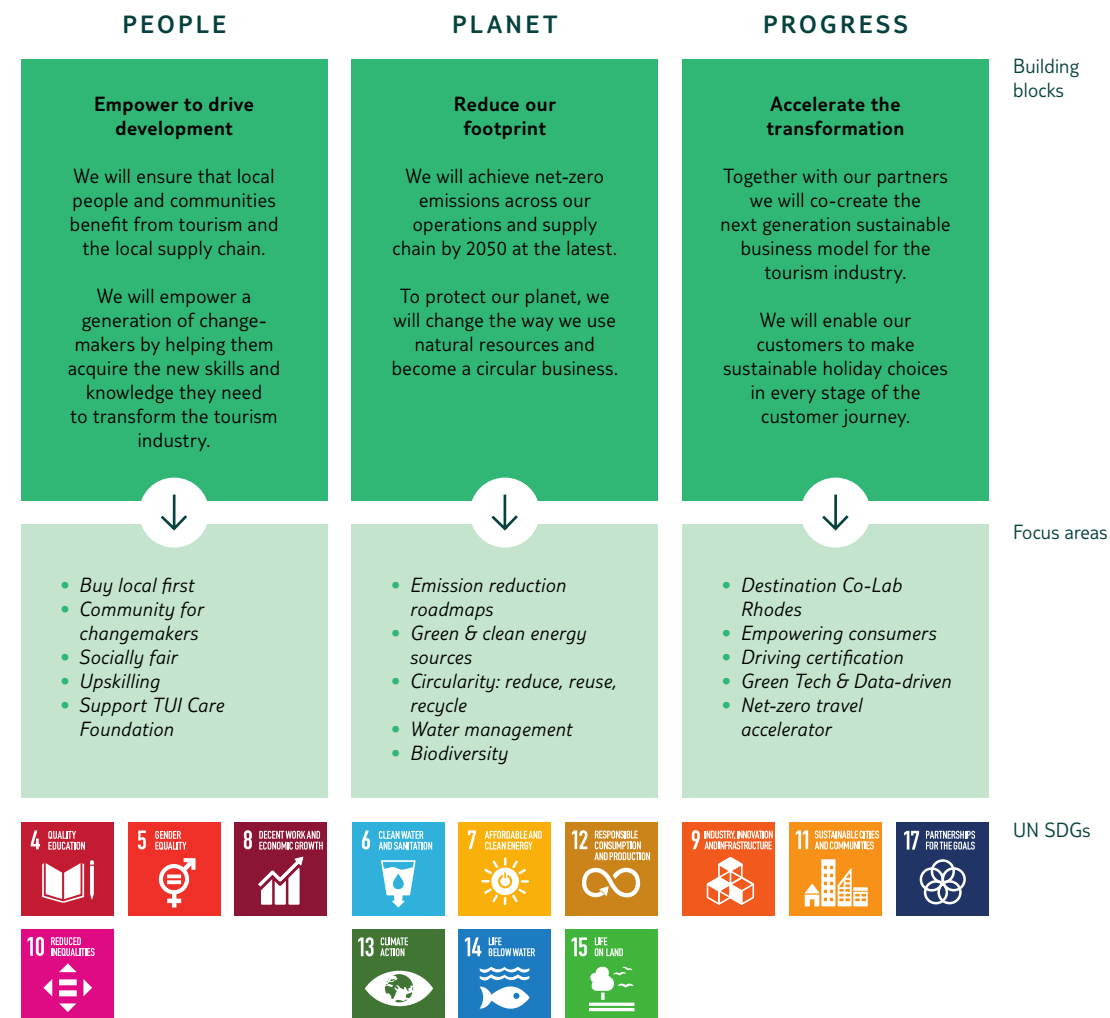 PEOPLE
PLANET
PROGRESS
Building
blocks
Empower to drive
development
We will ensure that local
people and communities
benefit from tourism and
the local supply chain.
We will empower a
generation of change-
makers by helping them
acquire the new skills and
knowledge they need
to transform the tourism
industry.
Reduce our
footprint
We will achieve net-zero
emissions across our
operations and supply
chain by 2050 at the latest.
To protect our planet, we
will change the way we use
natural resources and
become a circular business.
Accelerate the
transformation
Together with our partners
we will co-create the
next generation sustainable
business model for the
tourism industry.
We will enable our
customers to make
sustainable holiday choices
in every stage of the
customer journey.
Focus areas
• Buy local first
• Community for
changemakers
• Socially fair
• Upskilling
• Support TUI Care
Foundation
• Emission reduction
roadmaps
• Green & clean energy
sources
• Circularity: reduce, reuse,
recycle
• Water management
• Biodiversity
• Destination Co-Lab
Rhodes
• Empowering consumers
• Driving certification
• Green Tech & Data-driven
• Net-zero travel
accelerator
UN SDGs
4 QUALITY
EDUCATION
5 GENDER
EQUALITY
8 DECENT WORK AND
ECONOMIC GROWTH
10 REDUCED
INEQUALITIES
6 CLEAN WATER
AND SANITATION
7 AFFORDABLE AND
CLEAN ENERGY
12 RESPONSIBLE
CONSUMPTION
AND PRODUCTION
13 CLIMATE
ACTION
14 LIFE
BELOW WATER
15 LIFE
ON LAND
9 INDUSTRY, INNOVATION
AND INFRASTRUCTURE
11 SUSTAINABLE CITIES
AND COMMUNITIES
17 PARTNERSHIPS
FOR THE GOALS